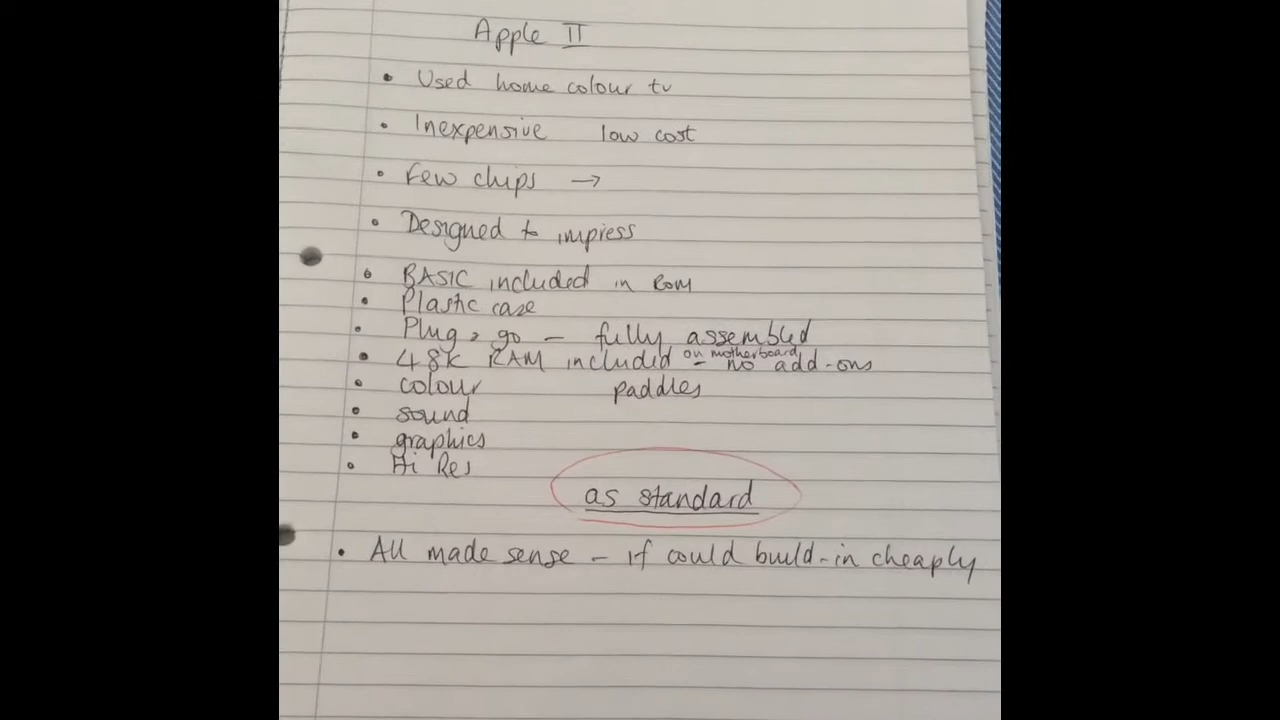 Apple II
• Used home colour tv
• Inexpensive low cost
• Few chips →
• Designed to impress
• BASIC included in ROM
• Plastic case
• Plug , go – fully assembled
on motherboard
• 48K RAM included – no add-ons
• colour paddles
• sound
• graphics
• Hi Res
as standard
• All made sense – if could build-in cheaply